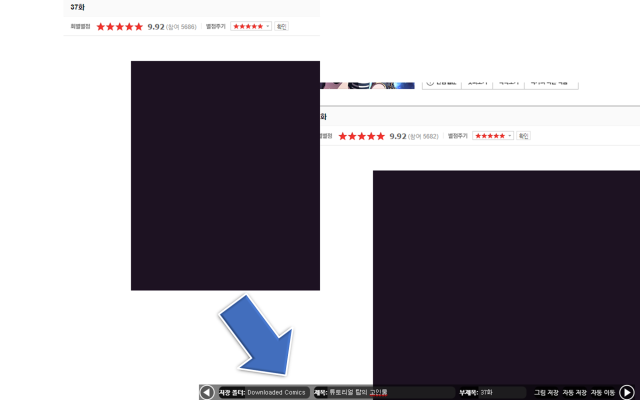 37화
회별별점 ★★★★★ 9.92 (참여 5686) 별점주기 ★★★★★ 확인
화
별별점 ★★★★★ 9.92 (참여 5682) 별점주기 ★★★★★ 확인
저장 폴더: Downloaded Comics 제목: 튜토리얼 탑의 고인물 부제목: 37화 그림 저장 자동 저장 자동 이동